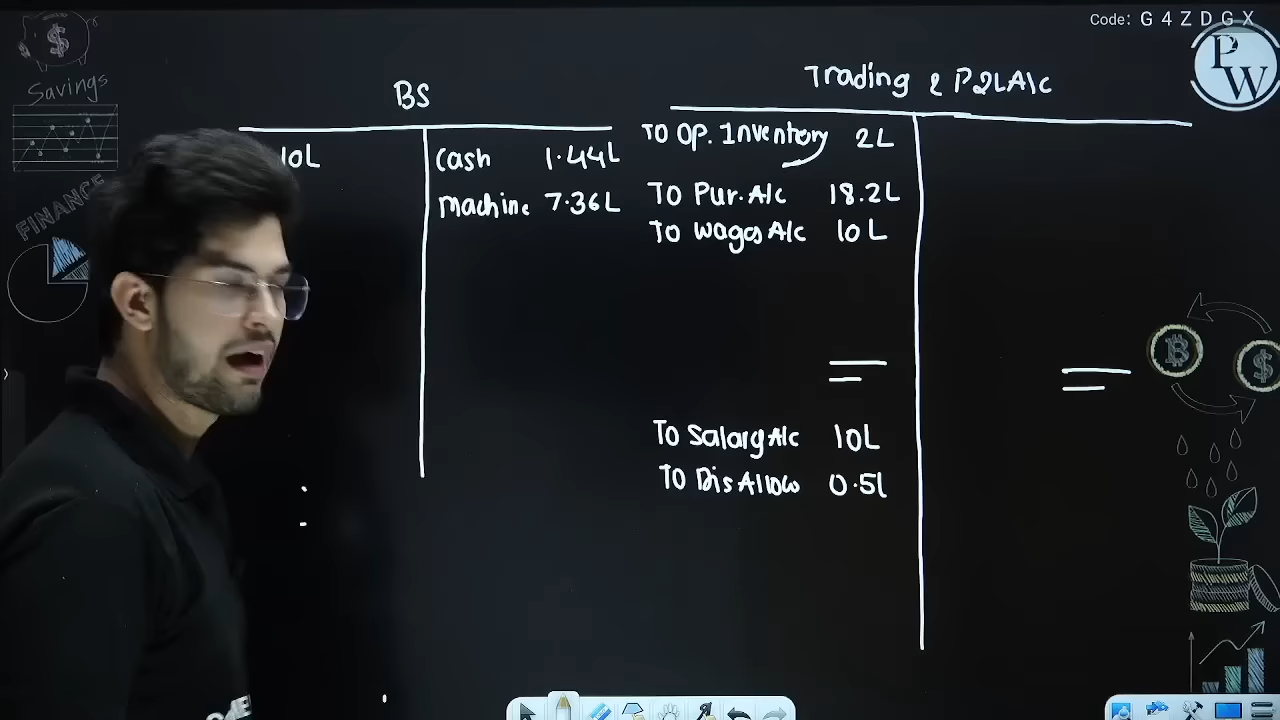 Code: G 4 Z D G X
PW
Savings
FINANCE
BS
10L
Cash 1.44L
Machine 7.36L
Trading & P&L A/c
To Op. Inventory 2L
To Pur. A/c 18.2L
To Wages A/c 10L
To Salary A/c 10L
To Dis Allow 0.5L